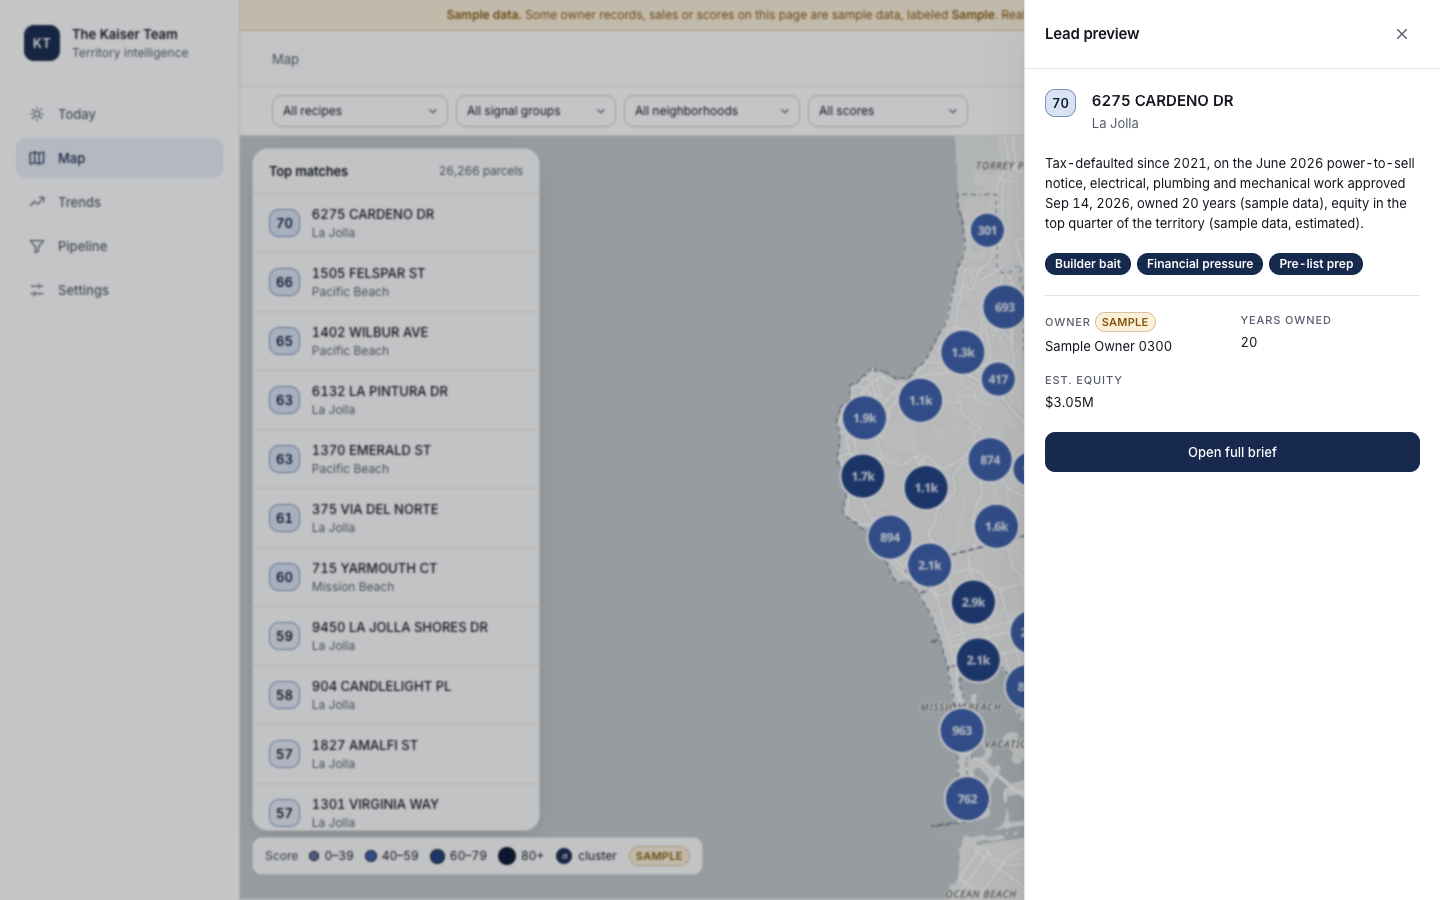 KT
The Kaiser Team
Territory intelligence
Today
Map
Trends
Pipeline
Settings
Sample data. Some owner records, sales or scores on this page are sample data, labeled Sample. Real
Map
All recipes
All signal groups
All neighborhoods
All scores
Top matches
26,266 parcels
70
6275 CARDENO DR
La Jolla
66
1505 FELSPAR ST
Pacific Beach
65
1402 WILBUR AVE
Pacific Beach
63
6132 LA PINTURA DR
La Jolla
63
1370 EMERALD ST
Pacific Beach
61
375 VIA DEL NORTE
La Jolla
60
715 YARMOUTH CT
Mission Beach
59
9450 LA JOLLA SHORES DR
La Jolla
58
904 CANDLELIGHT PL
La Jolla
57
1827 AMALFI ST
La Jolla
57
1301 VIRGINIA WAY
La Jolla
Score
0–39
40–59
60–79
80+
cluster
SAMPLE
TORREY
301
693
1.3k
417
1.1k
1.9k
874
1.7k
1.1k
1.6k
894
2.1k
2.9k
2.1k
MISSION BEACH
963
762
OCEAN BEACH
Lead preview
70
6275 CARDENO DR
La Jolla
Tax-defaulted since 2021, on the June 2026 power-to-sell
notice, electrical, plumbing and mechanical work approved
Sep 14, 2026, owned 20 years (sample data), equity in the
top quarter of the territory (sample data, estimated).
Builder bait
Financial pressure
Pre-list prep
OWNER SAMPLE
Sample Owner 0300
YEARS OWNED
20
EST. EQUITY
$3.05M
Open full brief